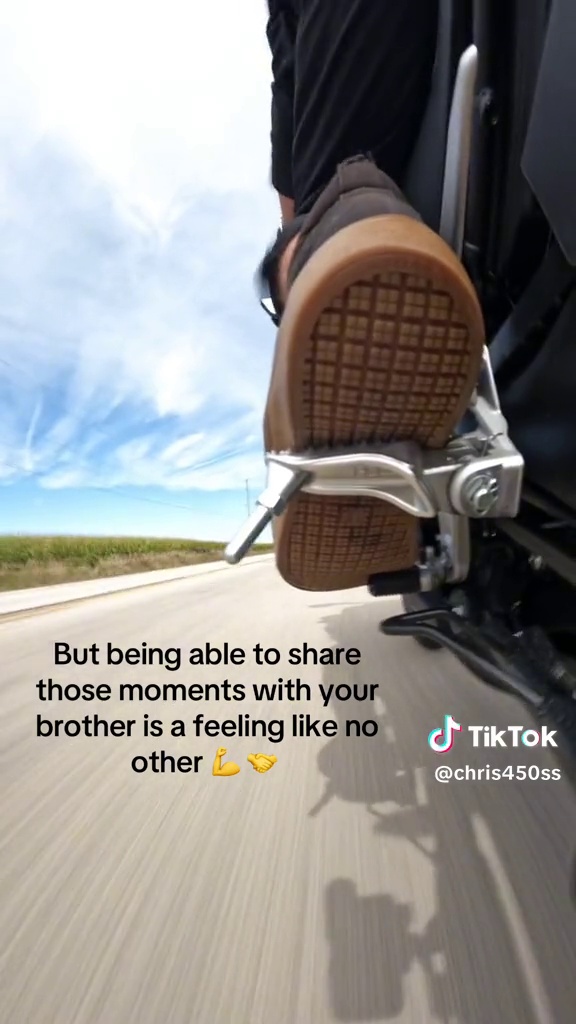 But being able to share
those moments with your
brother is a feeling like no
other 💪 🤝
TikTok
@chris450ss